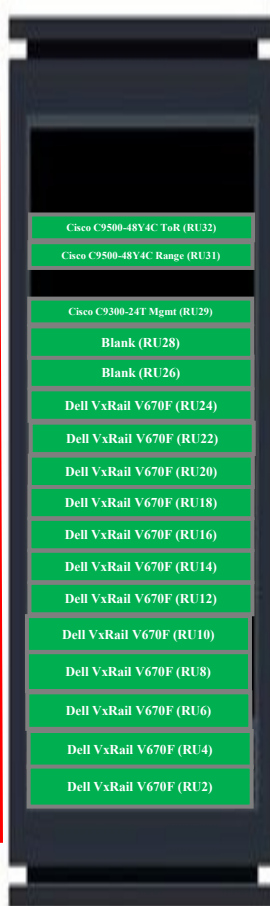 Cisco C9500-48Y4C ToR (RU32)
Cisco C9500-48Y4C Range (RU31)
Cisco C9300-24T Mgmt (RU29)
Blank (RU28)
Blank (RU26)
Dell VxRail V670F (RU24)
Dell VxRail V670F (RU22)
Dell VxRail V670F (RU20)
Dell VxRail V670F (RU18)
Dell VxRail V670F (RU16)
Dell VxRail V670F (RU14)
Dell VxRail V670F (RU12)
Dell VxRail V670F (RU10)
Dell VxRail V670F (RU8)
Dell VxRail V670F (RU6)
Dell VxRail V670F (RU4)
Dell VxRail V670F (RU2)